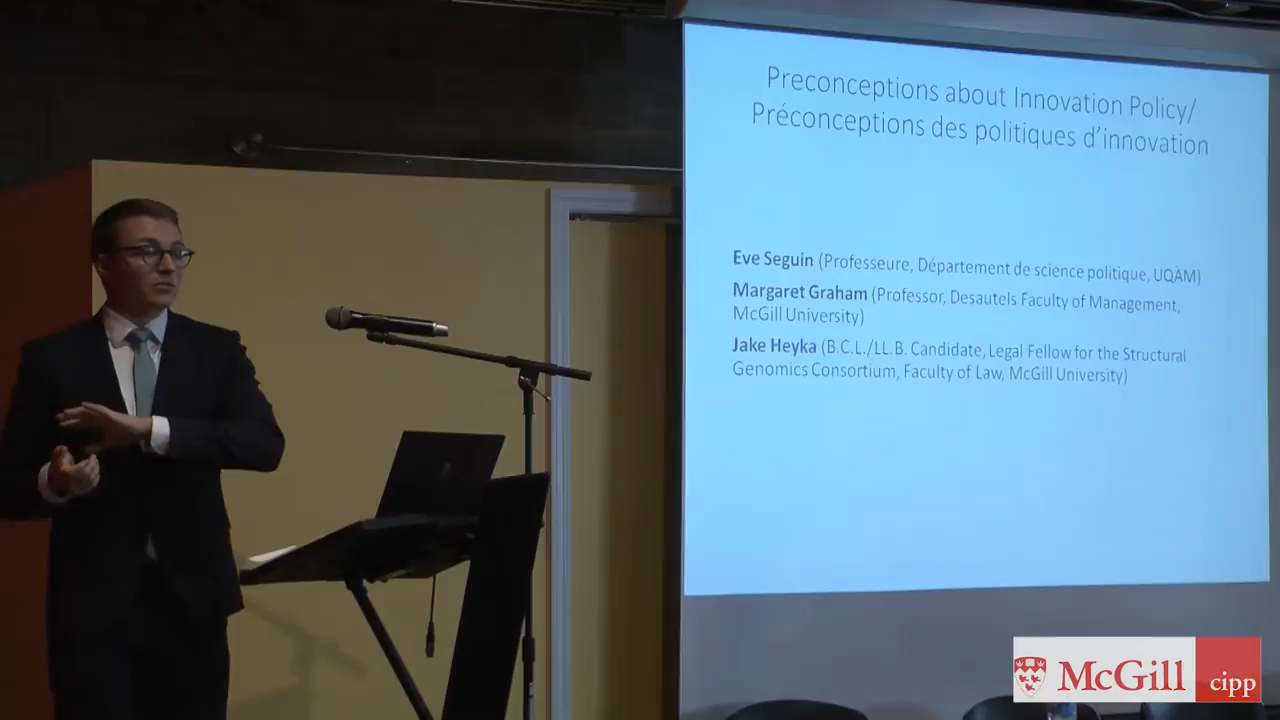 Preconceptions about Innovation Policy/
Préconceptions des politiques d'innovation
Eve Seguin (Professeure, Département de science politique, UQÀM)
Margaret Graham (Professor, Desautels Faculty of Management,
McGill University)
Jake Heyka (B.C.L./LL.B. Candidate, Legal Fellow for the Structural
Genomics Consortium, Faculty of Law, McGill University)
McGill cipp